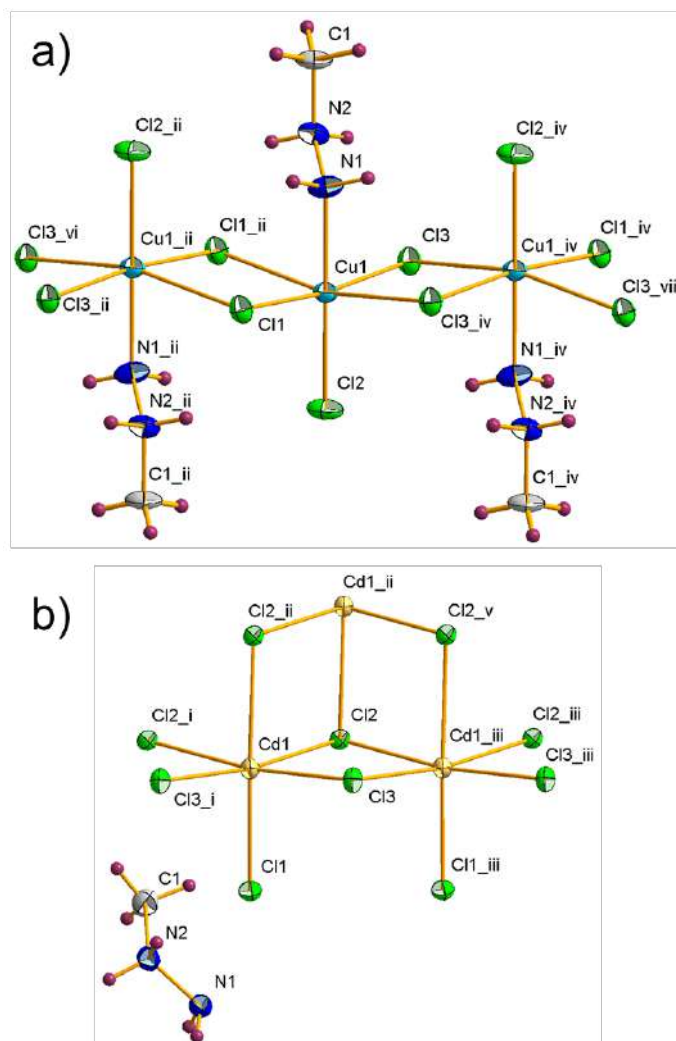 a)
C1
N2
Cl2_ii
Cl2_iv
N1
Cl3_vi
Cu1_ii
Cl1_ii
Cl3
Cu1_iv
Cl1_iv
Cu1
Cl3_ii
Cl1
Cl3_iv
Cl3_vii
N1_ii
N1_iv
Cl2
N2_ii
N2_iv
C1_ii
C1_iv
b)
Cd1_ii
Cl2_ii
Cl2_v
Cl2_i
Cl2
Cl2_iii
Cd1
Cd1_iii
Cl3_iii
Cl3_i
Cl3
Cl1
Cl1_iii
C1
N2
N1